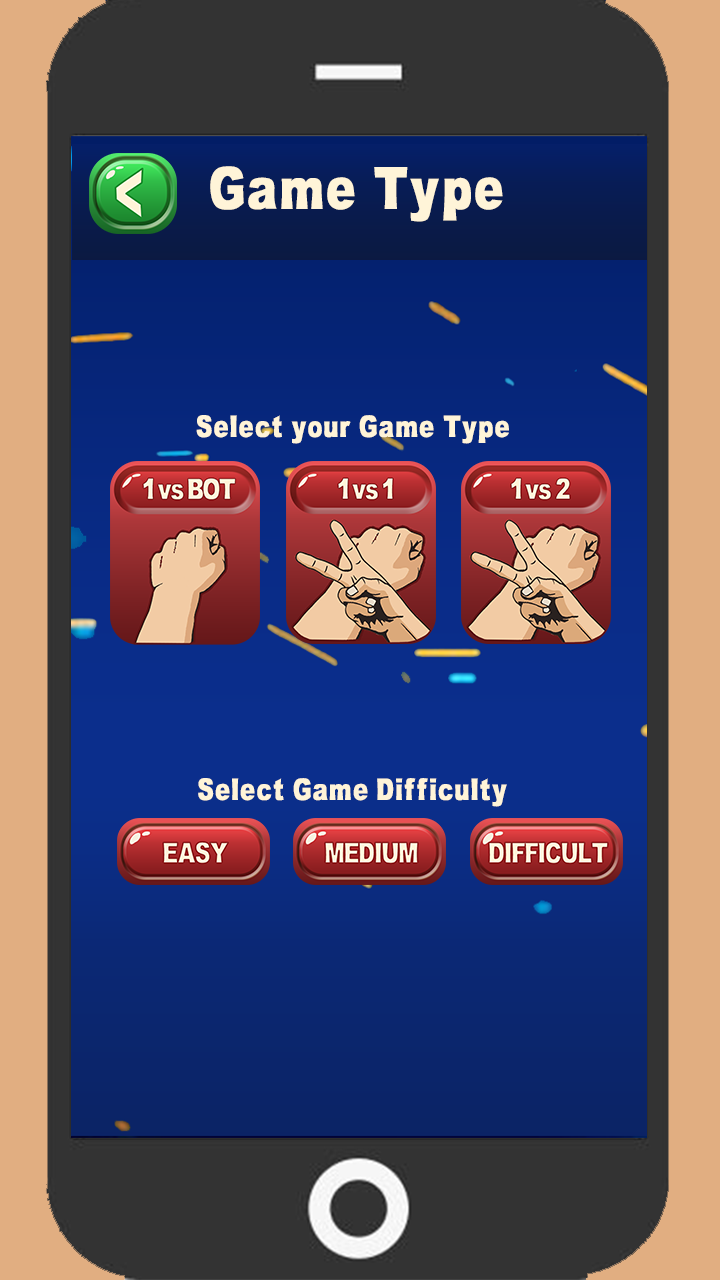 Game Type
Select your Game Type
1 vs BOT
1 vs 1
1 vs 2
Select Game Difficulty
EASY
MEDIUM
DIFFICULT